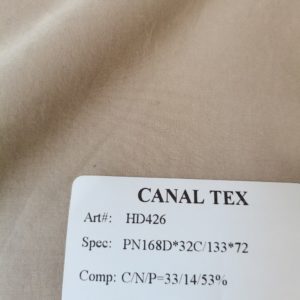 CANAL TEX
Art#: HD426
Spec: PN168D*32C/133*72
Comp: C/N/P=33/14/53%